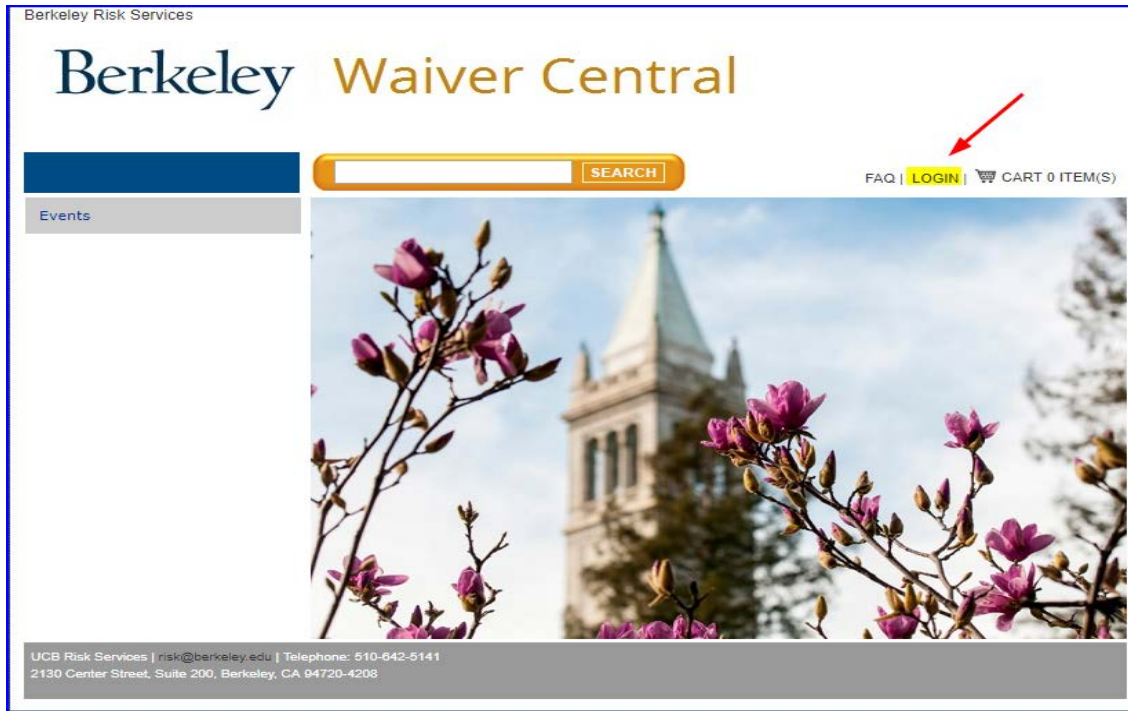 Berkeley Risk Services
Berkeley Waiver Central
SEARCH
FAQ | LOGIN | CART 0 ITEM(S)
Events
UCB Risk Services | risk@berkeley.edu | Telephone: 510-642-5141
2130 Center Street, Suite 200, Berkeley, CA 94720-4208